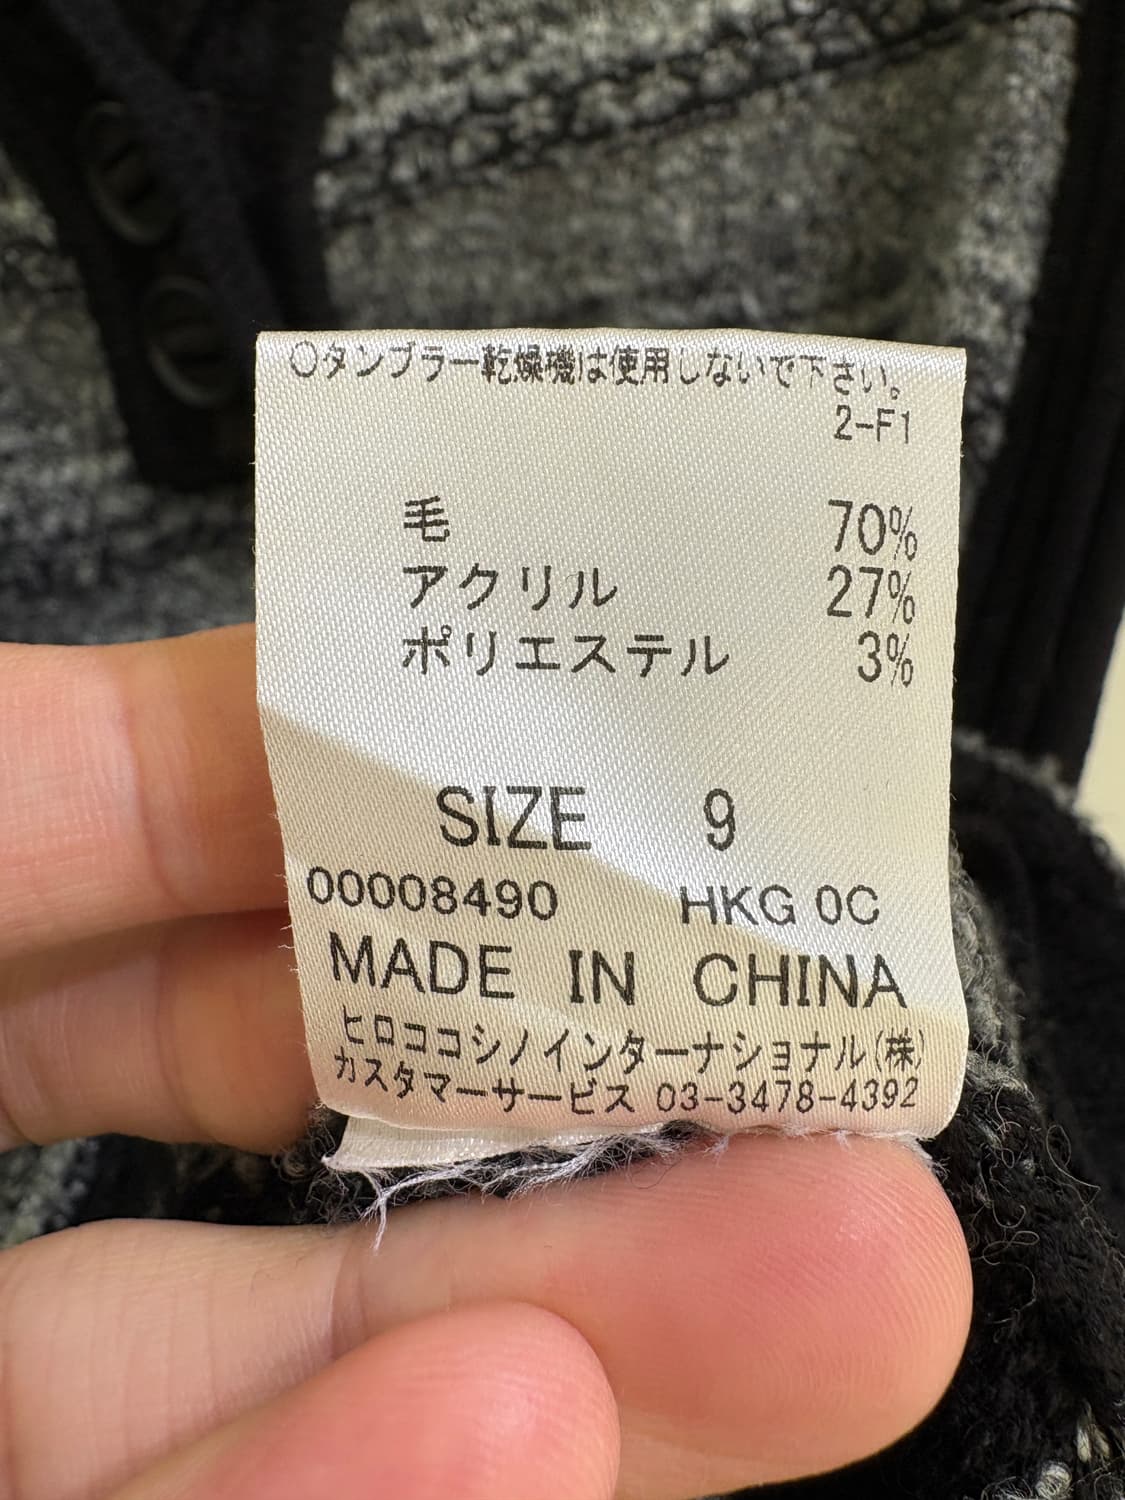 ○タンブラー乾燥機は使用しないで下さい。
2-F1
毛 70%
アクリル 27%
ポリエステル 3%
SIZE 9
00008490 HKG 0C
MADE IN CHINA
ヒロココシノインターナショナル(株)
カスタマーサービス 03-3478-4392